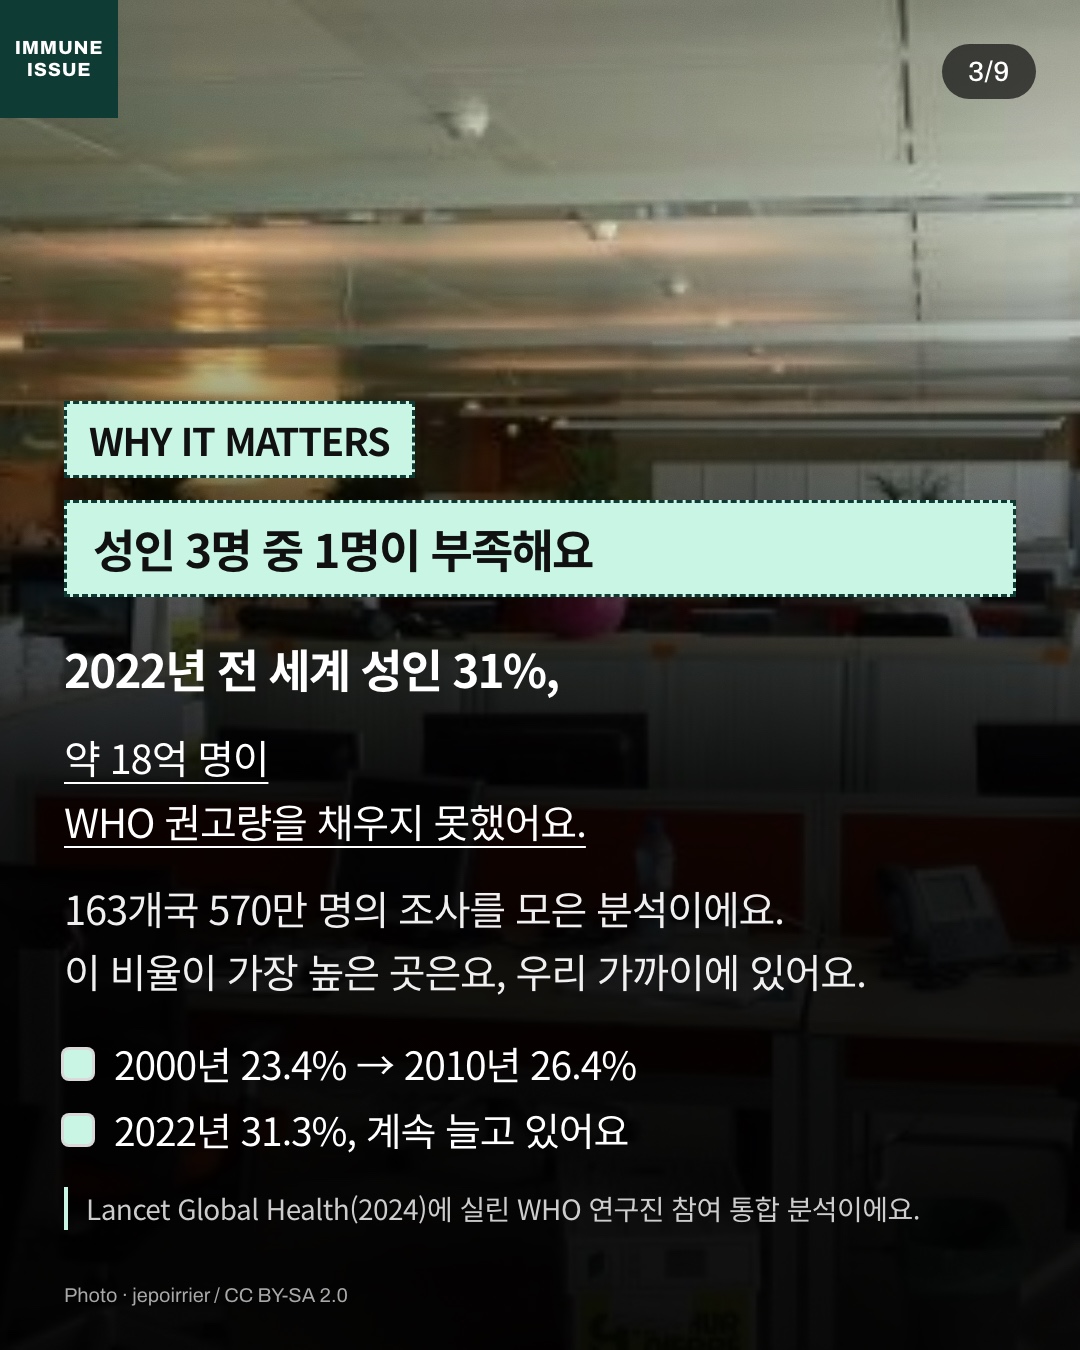 IMMUNE
ISSUE
3/9
WHY IT MATTERS
성인 3명 중 1명이 부족해요
2022년 전 세계 성인 31%,
약 18억 명이
WHO 권고량을 채우지 못했어요.
163개국 570만 명의 조사를 모은 분석이에요.
이 비율이 가장 높은 곳은요, 우리 가까이에 있어요.
2000년 23.4% → 2010년 26.4%
2022년 31.3%, 계속 늘고 있어요
Lancet Global Health(2024)에 실린 WHO 연구진 참여 통합 분석이에요.
Photo · jepoirrier / CC BY-SA 2.0